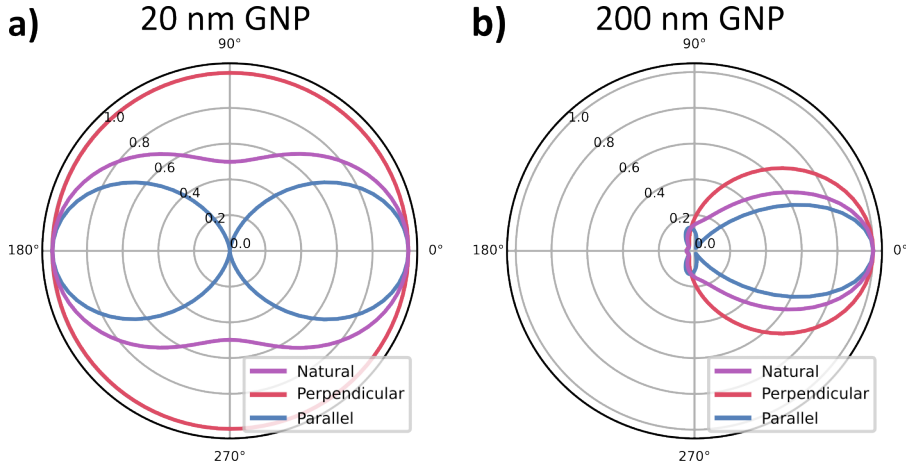 a) 20 nm GNP
90°
1.0
0.8
0.6
0.4
0.2
0.0
180°
0°
270°
Natural
Perpendicular
Parallel
b) 200 nm GNP
90°
1.0
0.8
0.6
0.4
0.2
0.0
180°
0°
270°
Natural
Perpendicular
Parallel